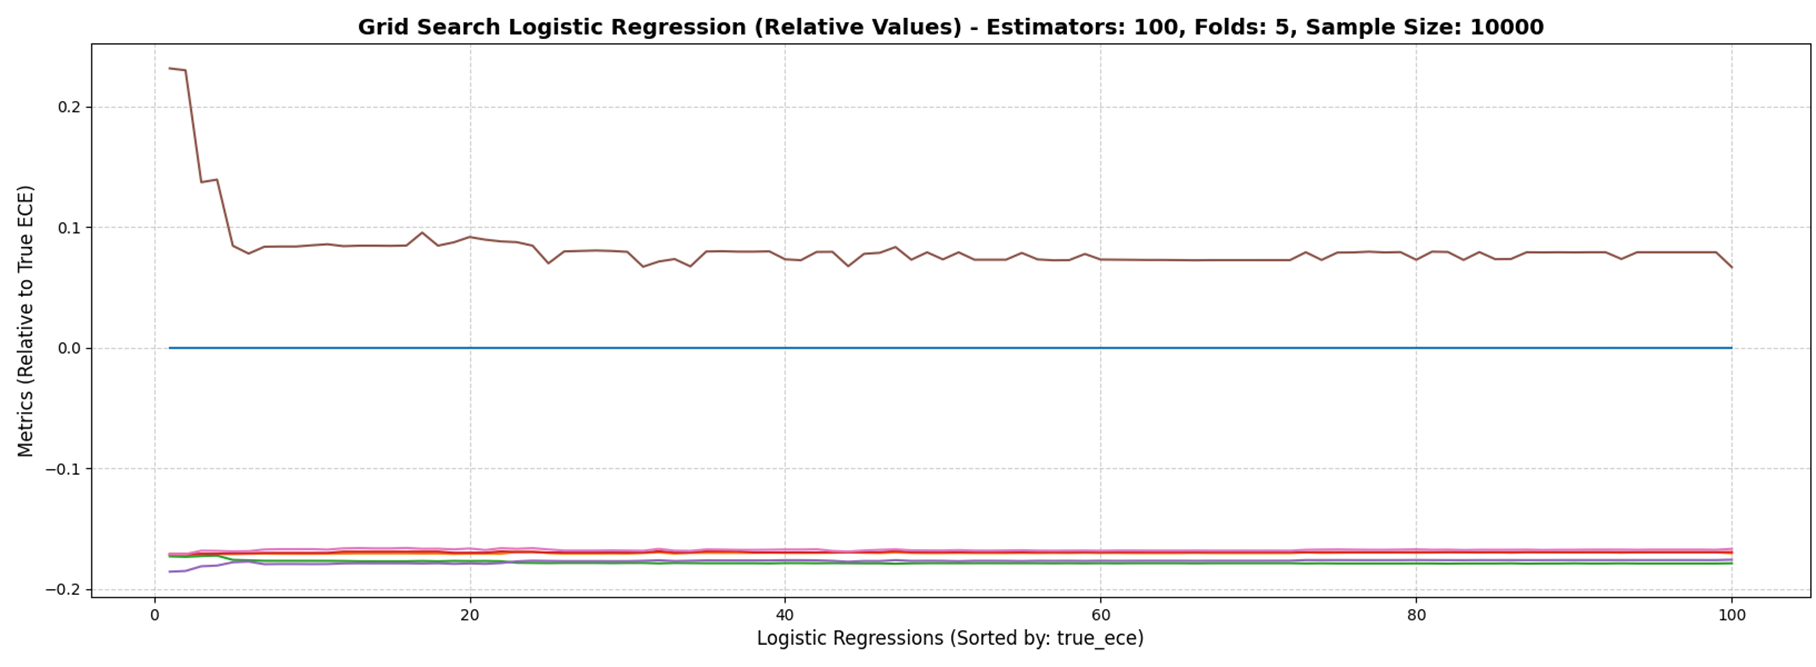 Grid Search Logistic Regression (Relative Values) - Estimators: 100, Folds: 5, Sample Size: 10000
Metrics (Relative to True ECE)
0.2
0.1
0.0
−0.1
−0.2
0 20 40 60 80 100
Logistic Regressions (Sorted by: true_ece)